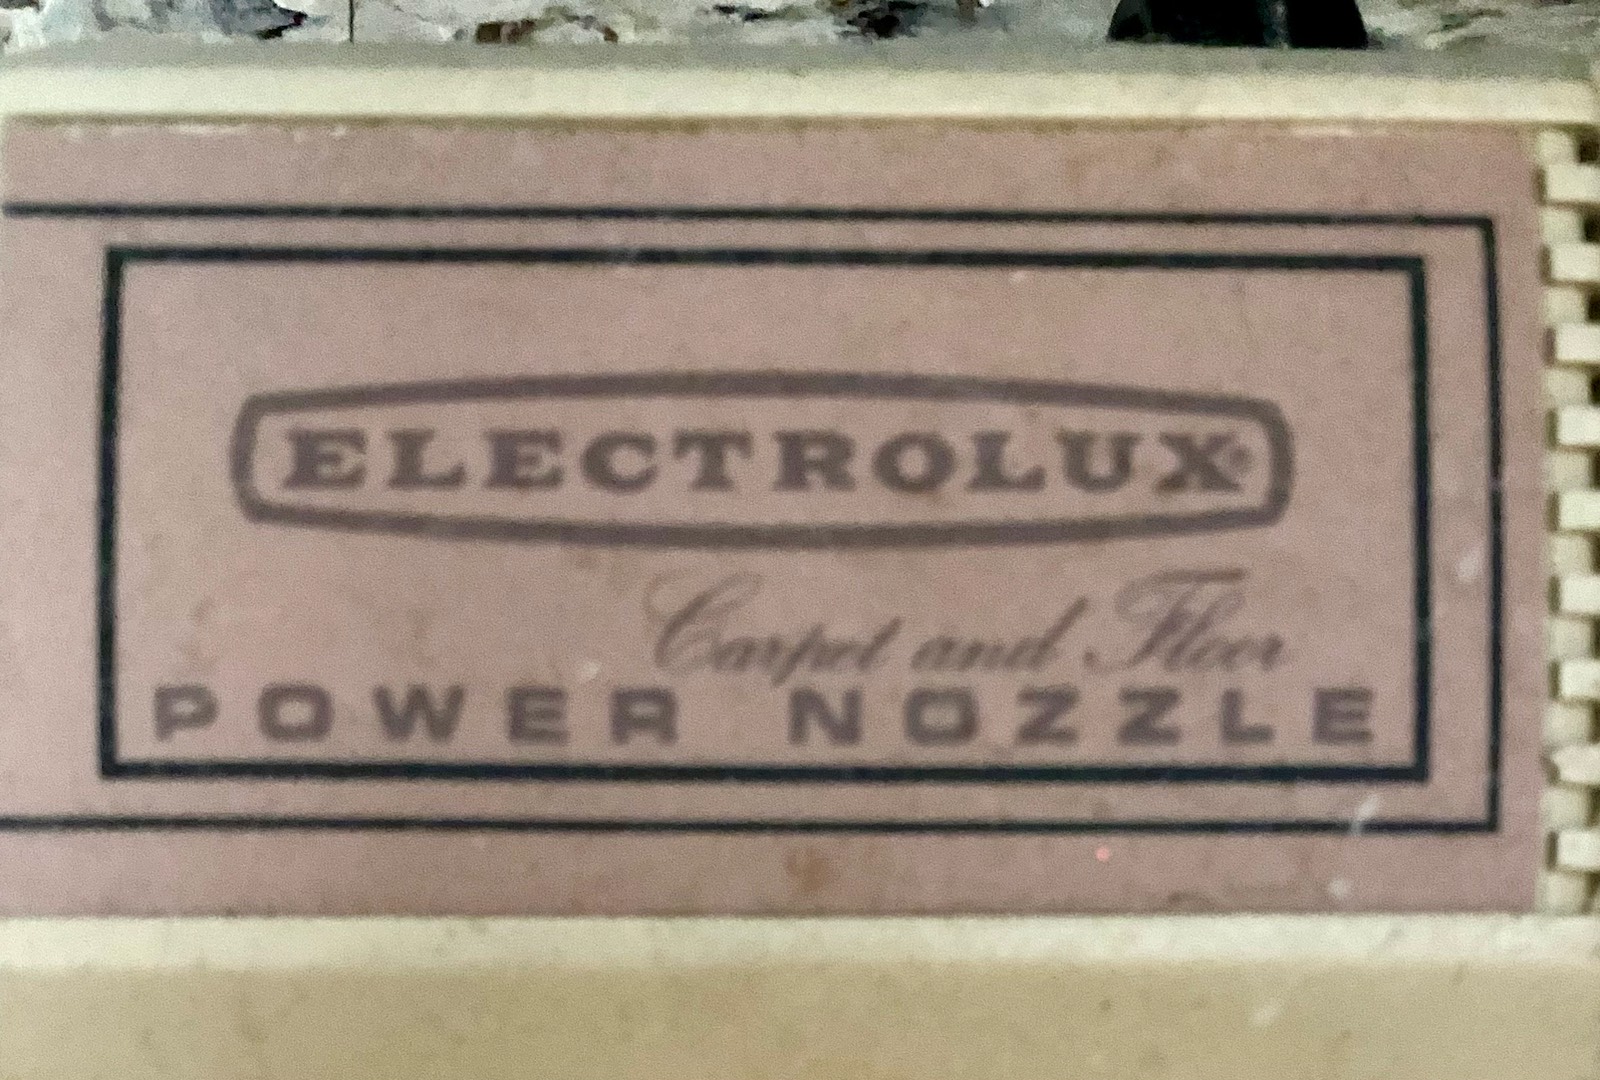 ELECTROLUX®
Carpet and Floor
POWER NOZZLE